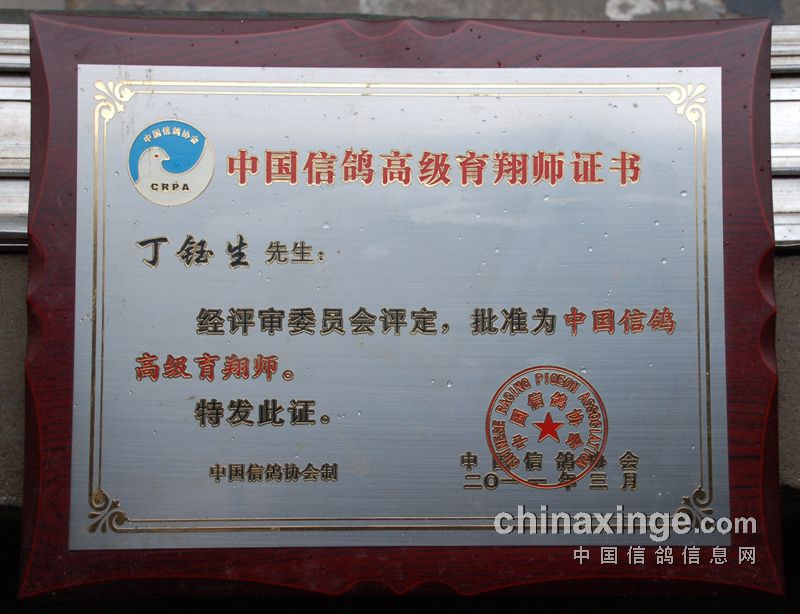 中国信鸽协会
CRPA
中国信鸽高级育翔师证书
丁钰生 先生：
经评审委员会评定，批准为中国信鸽
高级育翔师。
特发此证。
CHINESE RACING PIGEON ASSOCIATION
中国信鸽协会
中国信鸽协会制
中国信鸽协会
二〇一一年三月
chinaxinge.com
中国信鸽信息网